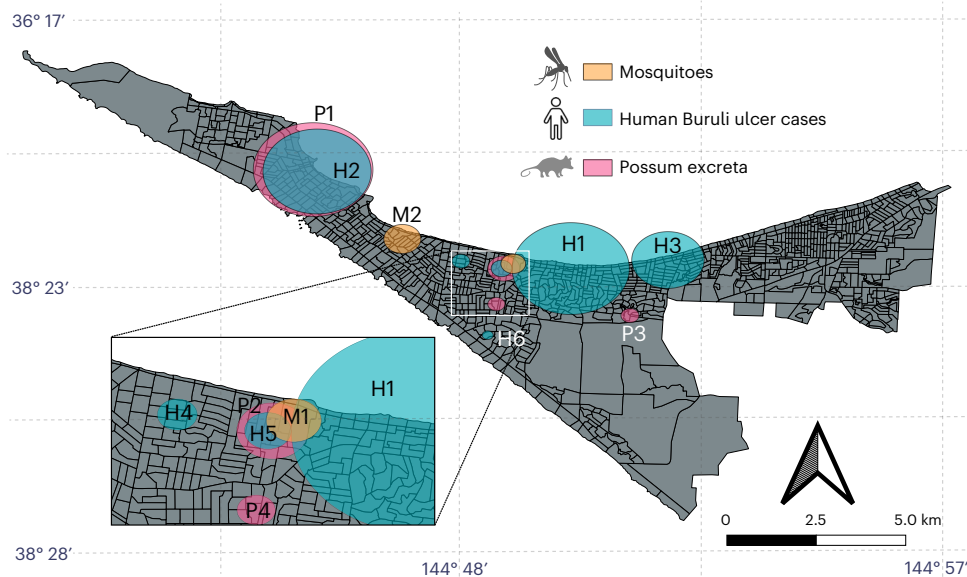 36° 17′
Mosquitoes
Human Buruli ulcer cases
Possum excreta
P1
H2
M2
H1
H3
38° 23′
P3
H6
H1
H4
P2
M1
H5
P4
0
2.5
5.0 km
38° 28′
144° 48′
144° 57′